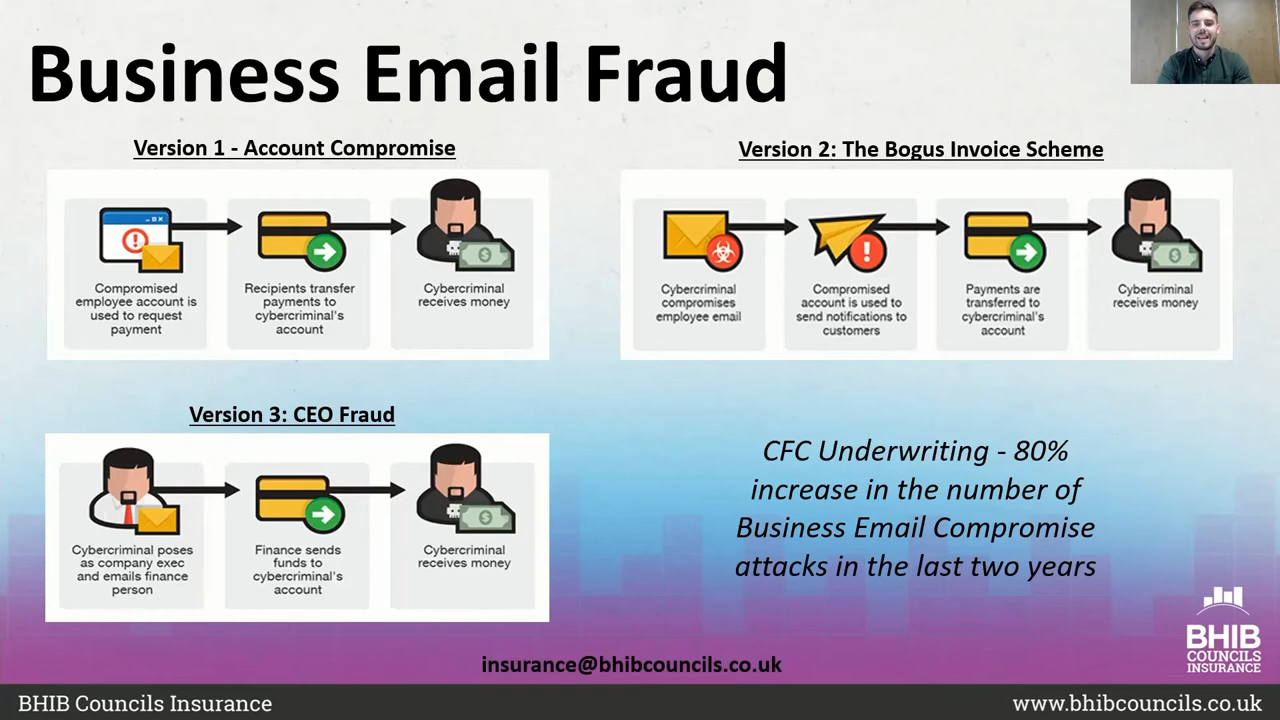 Business Email Fraud
Version 1 - Account Compromise
Compromised
employee account is
used to request
payment
Recipients transfer
payments to
cybercriminal's
account
Cybercriminal
receives money
Version 2: The Bogus Invoice Scheme
Cybercriminal
compromises
employee email
Compromised
account is used to
send notifications to
customers
Payments are
transferred to
cybercriminal's
account
Cybercriminal
receives money
Version 3: CEO Fraud
Cybercriminal poses
as company exec
and emails finance
person
Finance sends
funds to
cybercriminal's
account
Cybercriminal
receives money
CFC Underwriting - 80%
increase in the number of
Business Email Compromise
attacks in the last two years
BHIB
COUNCILS
INSURANCE
insurance@bhibcouncils.co.uk
BHIB Councils Insurance
www.bhibcouncils.co.uk